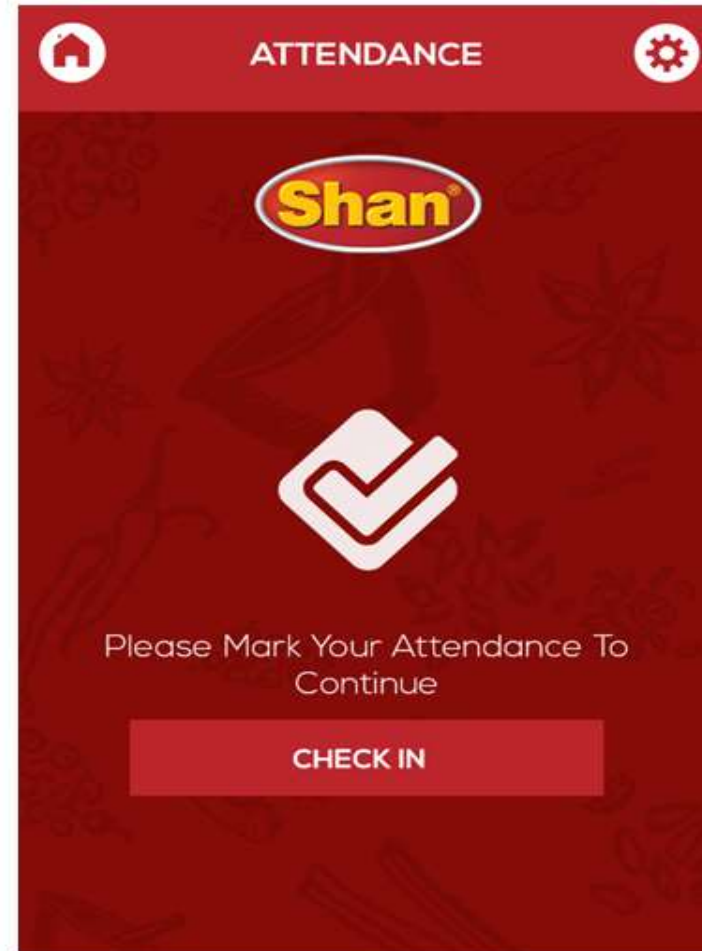 ATTENDANCE
Shan®
Please Mark Your Attendance To
Continue
CHECK IN